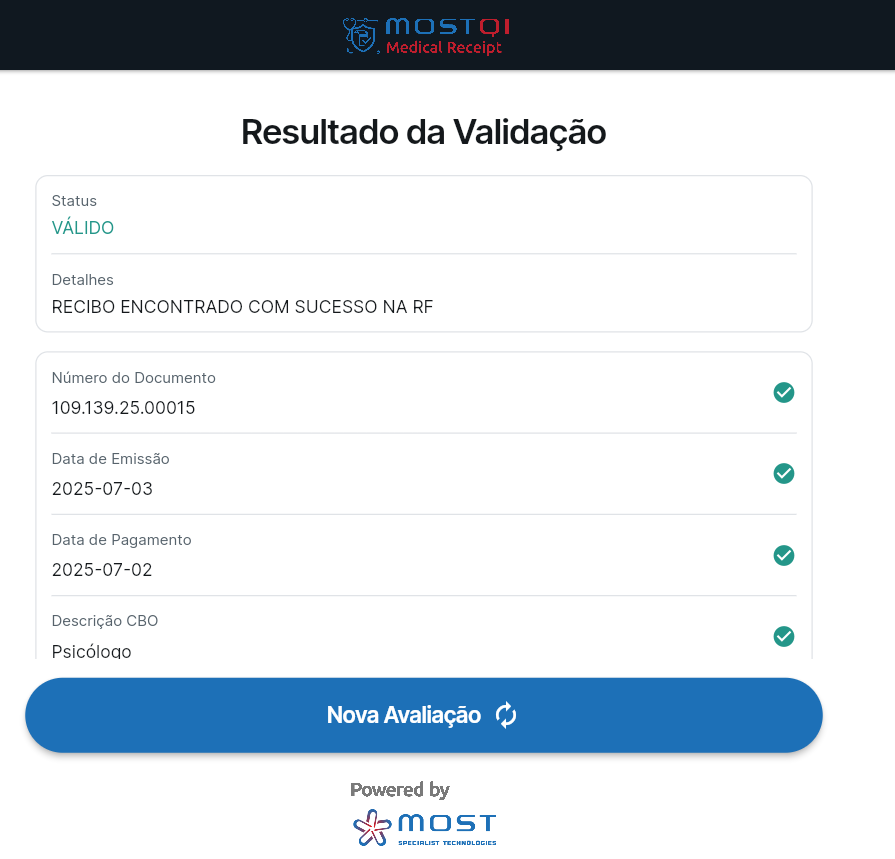 MOSTQI
Medical Receipt
Resultado da Validação
Status
VÁLIDO
Detalhes
RECIBO ENCONTRADO COM SUCESSO NA RF
Número do Documento
109.139.25.00015
Data de Emissão
2025-07-03
Data de Pagamento
2025-07-02
Descrição CBO
Psicólogo
Nova Avaliação
Powered by
MOST
SPECIALIST TECHNOLOGIES